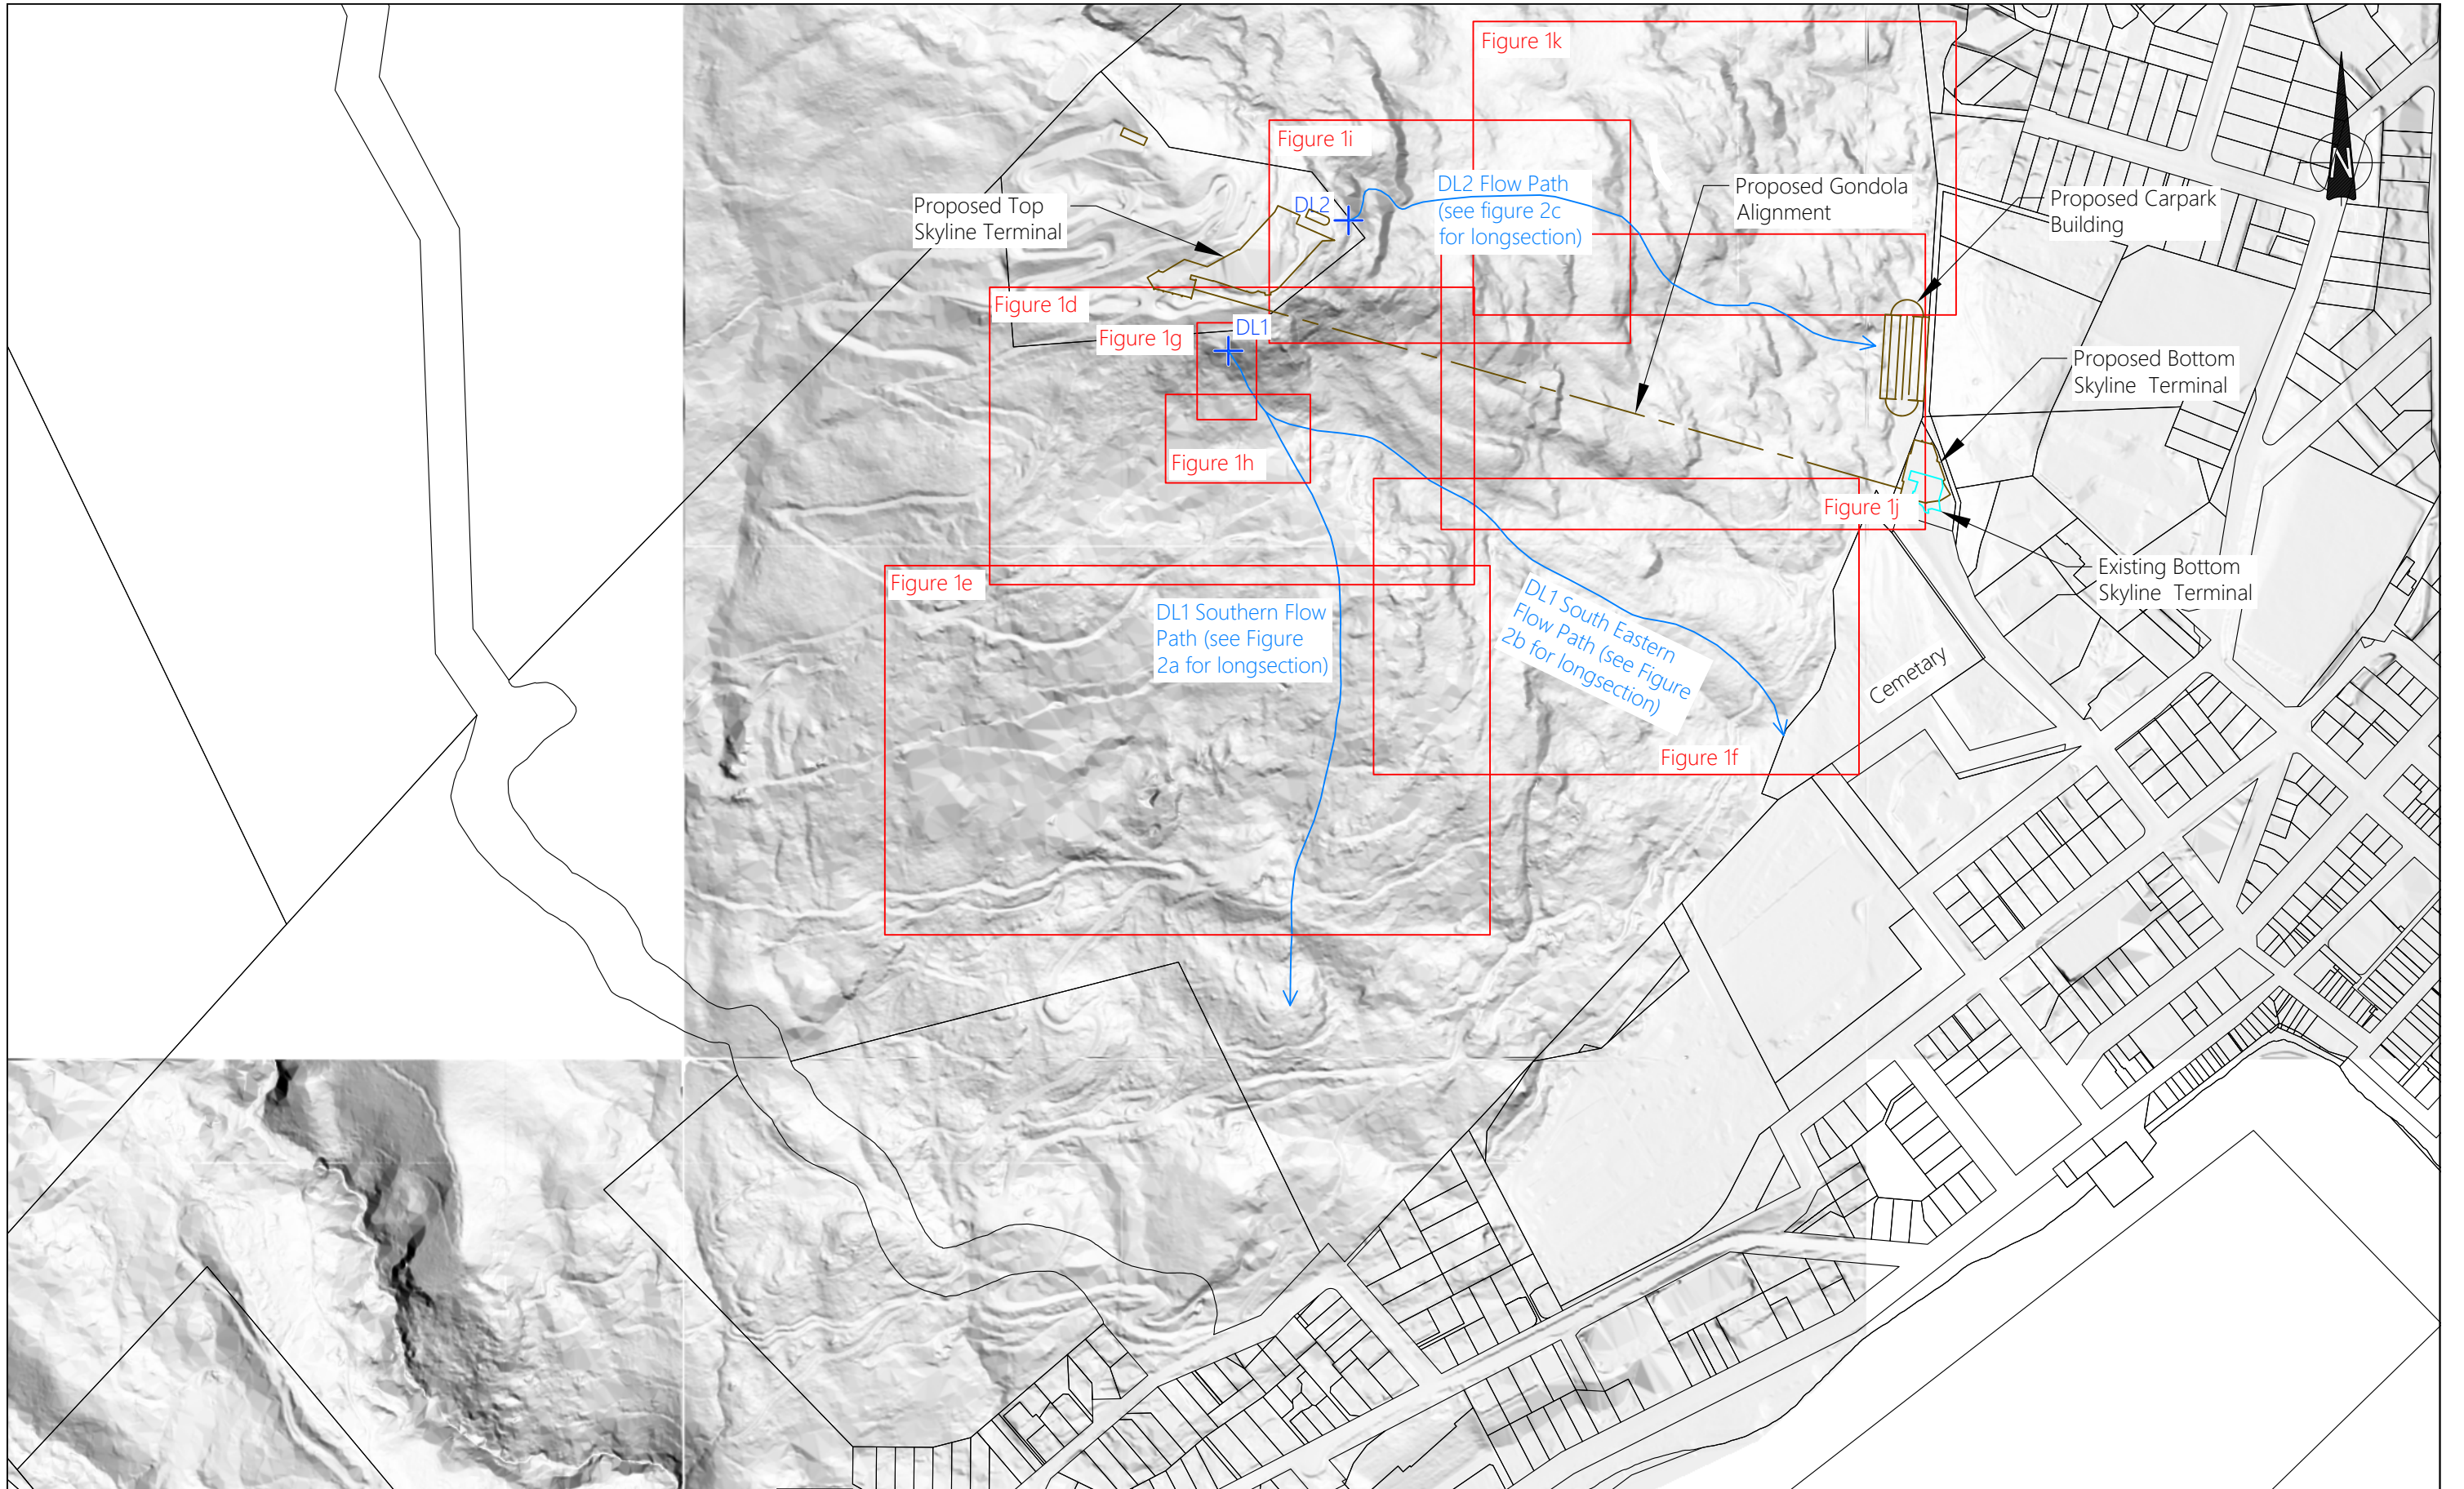 Figure 1k
Figure 1i
DL2 Flow Path
(see figure 2c
for longsection)
Proposed Gondola
Alignment
Proposed Carpark
Building
N
Proposed Top
Skyline Terminal
DL2
Figure 1d
Figure 1g
DL1
Proposed Bottom
Skyline Terminal
Figure 1h
Figure 1j
Existing Bottom
Skyline Terminal
Figure 1e
DL1 Southern Flow
Path (see Figure
2a for longsection)
DL1 South Eastern
Flow Path (see Figure
2b for longsection)
Cemetary
Figure 1f